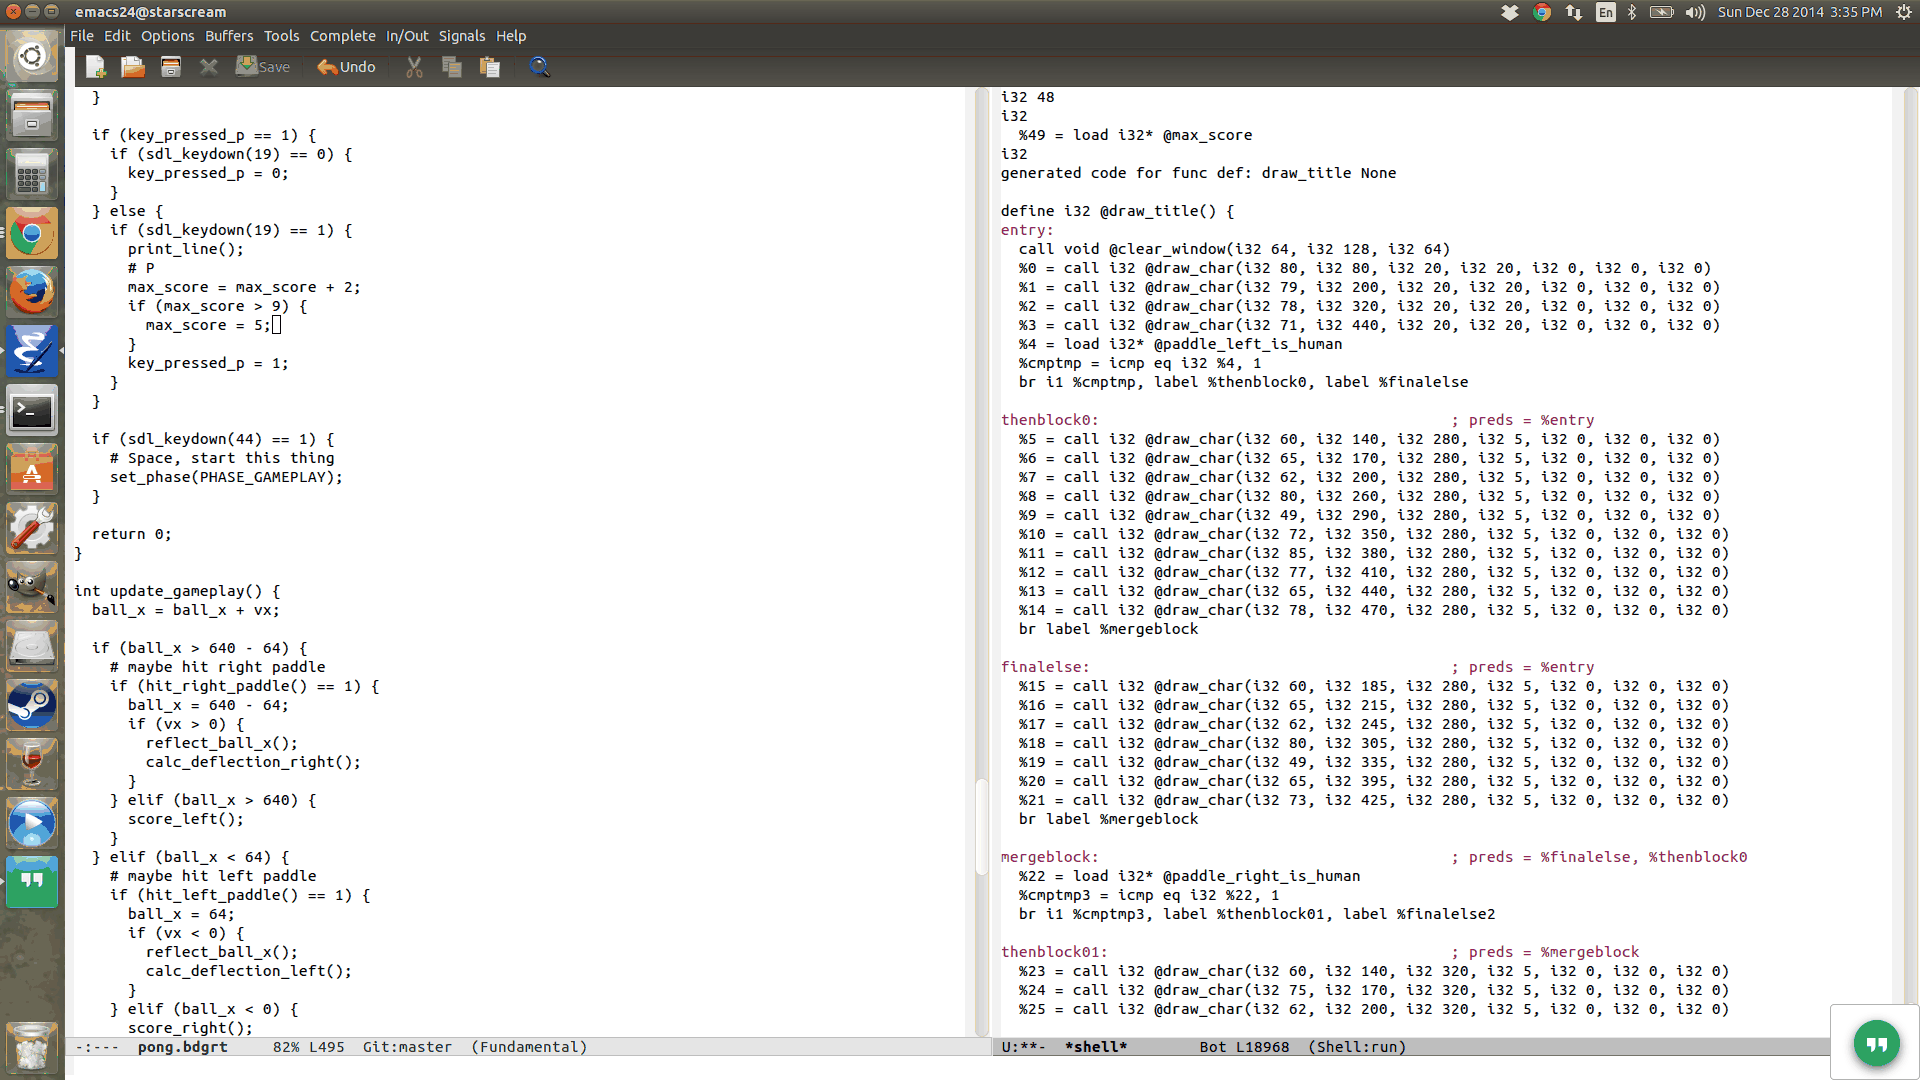 emacs24@starscream
En
Sun Dec 28 2014 3:35 PM
File Edit Options Buffers Tools Complete In/Out Signals Help
Save Undo
}
if (key_pressed_p == 1) {
if (sdl_keydown(19) == 0) {
key_pressed_p = 0;
}
} else {
if (sdl_keydown(19) == 1) {
print_line();
# P
max_score = max_score + 2;
if (max_score > 9) {
max_score = 5;
}
key_pressed_p = 1;
}
}
if (sdl_keydown(44) == 1) {
# Space, start this thing
set_phase(PHASE_GAMEPLAY);
}
return 0;
}
int update_gameplay() {
ball_x = ball_x + vx;
if (ball_x > 640 - 64) {
# maybe hit right paddle
if (hit_right_paddle() == 1) {
ball_x = 640 - 64;
if (vx > 0) {
reflect_ball_x();
calc_deflection_right();
}
} elif (ball_x > 640) {
score_left();
}
} elif (ball_x < 64) {
# maybe hit left paddle
if (hit_left_paddle() == 1) {
ball_x = 64;
if (vx < 0) {
reflect_ball_x();
calc_deflection_left();
}
} elif (ball_x < 0) {
score_right();
-:--- pong.bdgrt 82% L495 Git:master (Fundamental)
i32 48
i32
%49 = load i32* @max_score
i32
generated code for func def: draw_title None
define i32 @draw_title() {
entry:
call void @clear_window(i32 64, i32 128, i32 64)
%0 = call i32 @draw_char(i32 80, i32 80, i32 20, i32 20, i32 0, i32 0, i32 0)
%1 = call i32 @draw_char(i32 79, i32 200, i32 20, i32 20, i32 0, i32 0, i32 0)
%2 = call i32 @draw_char(i32 78, i32 320, i32 20, i32 20, i32 0, i32 0, i32 0)
%3 = call i32 @draw_char(i32 71, i32 440, i32 20, i32 20, i32 0, i32 0, i32 0)
%4 = load i32* @paddle_left_is_human
%cmptmp = icmp eq i32 %4, 1
br i1 %cmptmp, label %thenblock0, label %finalelse
thenblock0: ; preds = %entry
%5 = call i32 @draw_char(i32 60, i32 140, i32 280, i32 5, i32 0, i32 0, i32 0)
%6 = call i32 @draw_char(i32 65, i32 170, i32 280, i32 5, i32 0, i32 0, i32 0)
%7 = call i32 @draw_char(i32 62, i32 200, i32 280, i32 5, i32 0, i32 0, i32 0)
%8 = call i32 @draw_char(i32 80, i32 260, i32 280, i32 5, i32 0, i32 0, i32 0)
%9 = call i32 @draw_char(i32 49, i32 290, i32 280, i32 5, i32 0, i32 0, i32 0)
%10 = call i32 @draw_char(i32 72, i32 350, i32 280, i32 5, i32 0, i32 0, i32 0)
%11 = call i32 @draw_char(i32 85, i32 380, i32 280, i32 5, i32 0, i32 0, i32 0)
%12 = call i32 @draw_char(i32 77, i32 410, i32 280, i32 5, i32 0, i32 0, i32 0)
%13 = call i32 @draw_char(i32 65, i32 440, i32 280, i32 5, i32 0, i32 0, i32 0)
%14 = call i32 @draw_char(i32 78, i32 470, i32 280, i32 5, i32 0, i32 0, i32 0)
br label %mergeblock
finalelse: ; preds = %entry
%15 = call i32 @draw_char(i32 60, i32 185, i32 280, i32 5, i32 0, i32 0, i32 0)
%16 = call i32 @draw_char(i32 65, i32 215, i32 280, i32 5, i32 0, i32 0, i32 0)
%17 = call i32 @draw_char(i32 62, i32 245, i32 280, i32 5, i32 0, i32 0, i32 0)
%18 = call i32 @draw_char(i32 80, i32 305, i32 280, i32 5, i32 0, i32 0, i32 0)
%19 = call i32 @draw_char(i32 49, i32 335, i32 280, i32 5, i32 0, i32 0, i32 0)
%20 = call i32 @draw_char(i32 65, i32 395, i32 280, i32 5, i32 0, i32 0, i32 0)
%21 = call i32 @draw_char(i32 73, i32 425, i32 280, i32 5, i32 0, i32 0, i32 0)
br label %mergeblock
mergeblock: ; preds = %finalelse, %thenblock0
%22 = load i32* @paddle_right_is_human
%cmptmp3 = icmp eq i32 %22, 1
br i1 %cmptmp3, label %thenblock01, label %finalelse2
thenblock01: ; preds = %mergeblock
%23 = call i32 @draw_char(i32 60, i32 140, i32 320, i32 5, i32 0, i32 0, i32 0)
%24 = call i32 @draw_char(i32 75, i32 170, i32 320, i32 5, i32 0, i32 0, i32 0)
%25 = call i32 @draw_char(i32 62, i32 200, i32 320, i32 5, i32 0, i32 0, i32 0)
U:**- *shell* Bot L18968 (Shell:run)